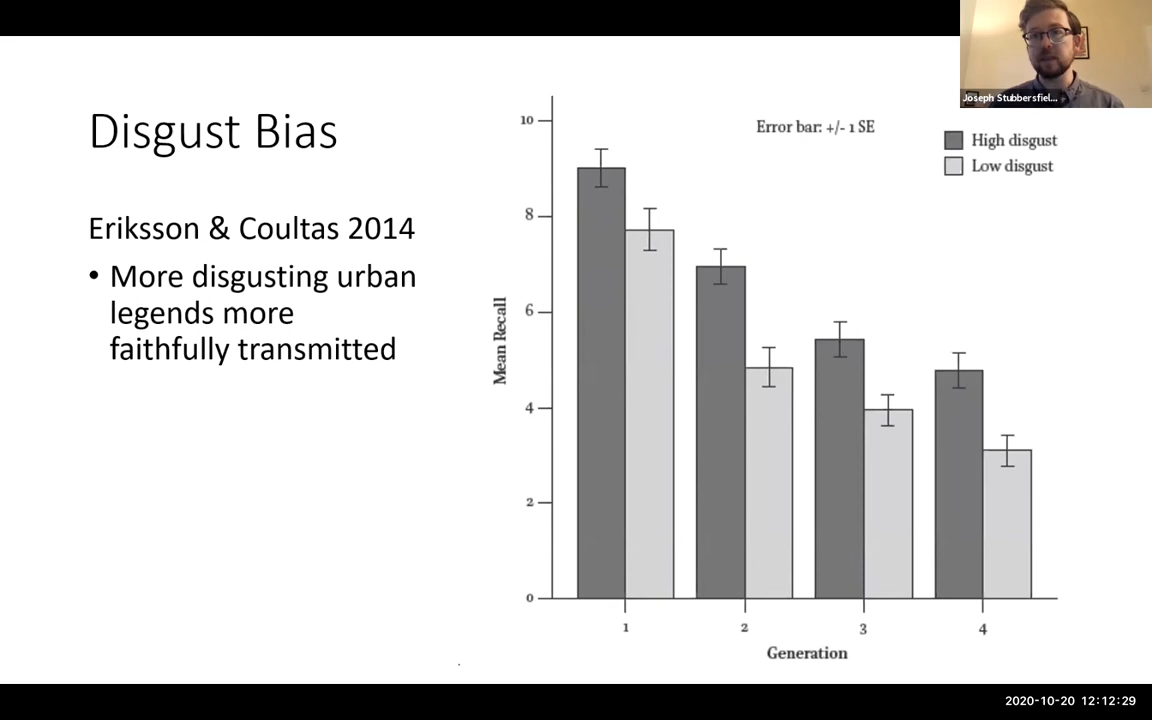 Joseph Stubbersfiel...
Disgust Bias
Eriksson & Coultas 2014
• More disgusting urban
legends more
faithfully transmitted
Error bar: +/- 1 SE
High disgust
Low disgust
Mean Recall
10
8
6
4
2
0
1 2 3 4
Generation
2020-10-20 12:12:29